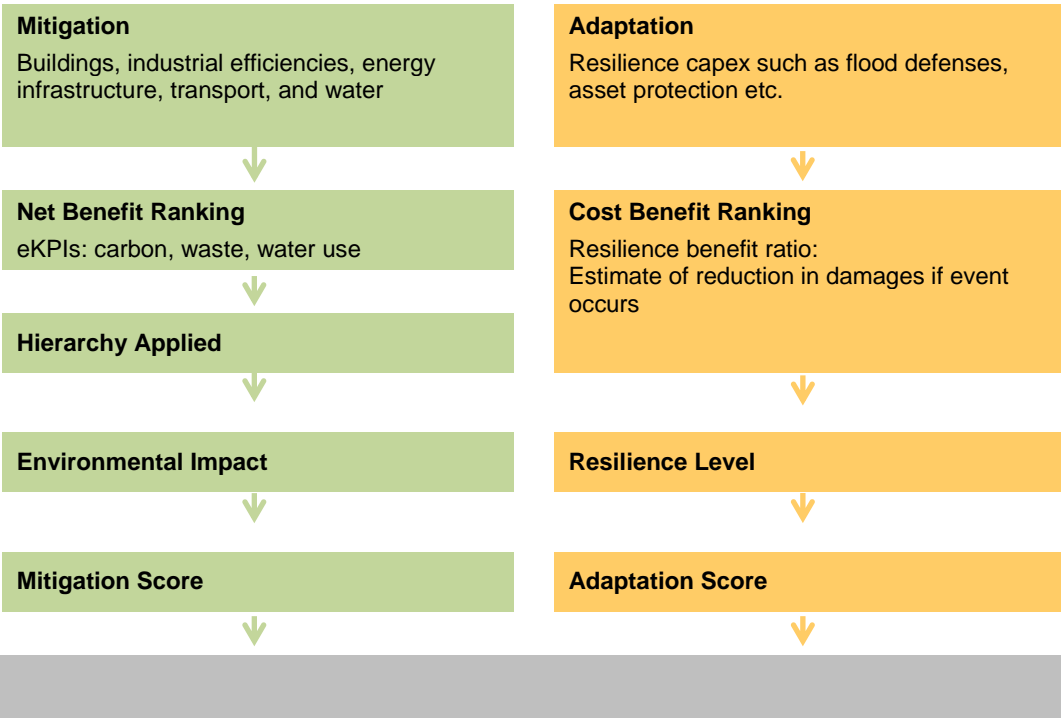 Mitigation
Buildings, industrial efficiencies, energy
infrastructure, transport, and water
Net Benefit Ranking
eKPIs: carbon, waste, water use
Hierarchy Applied
Environmental Impact
Mitigation Score
Adaptation
Resilience capex such as flood defenses,
asset protection etc.
Cost Benefit Ranking
Resilience benefit ratio:
Estimate of reduction in damages if event
occurs
Resilience Level
Adaptation Score